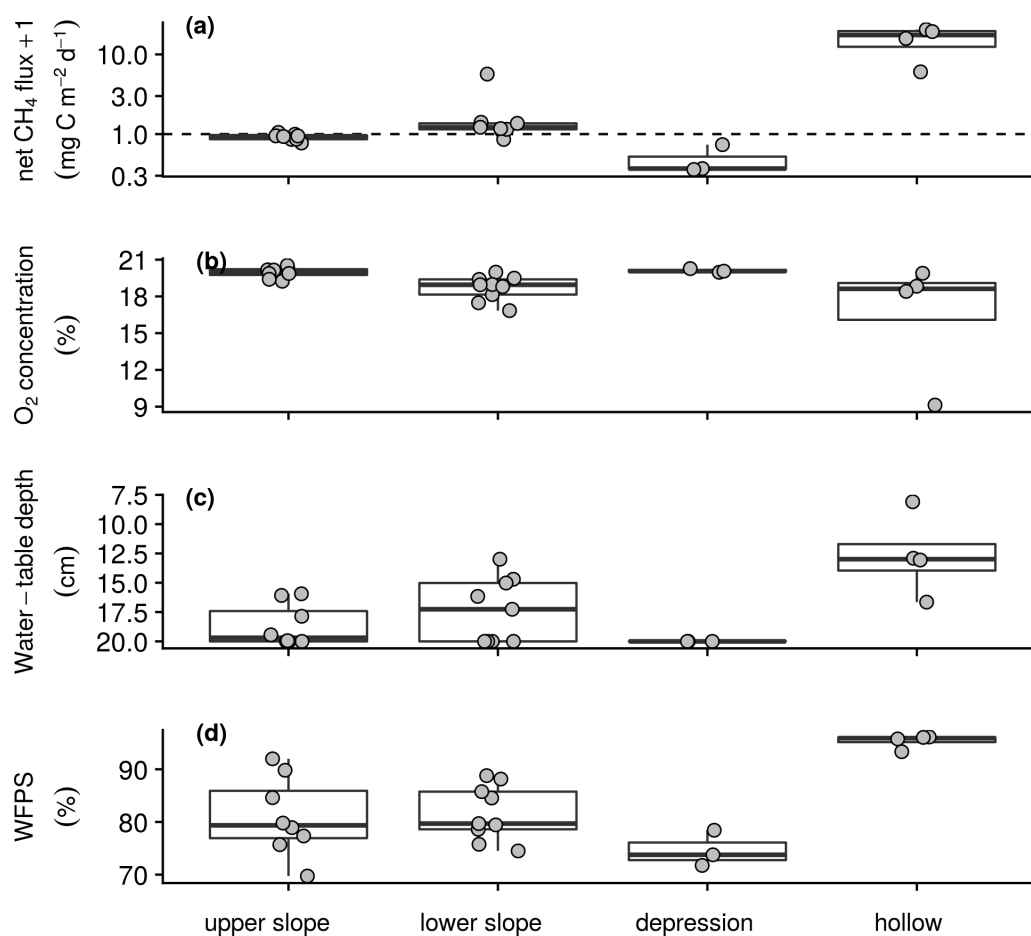 (a)
net CH₄ flux + 1
(mg C m⁻² d⁻¹)
10.0
3.0
1.0
0.3
(b)
O₂ concentration
(%)
21
18
15
12
9
(c)
Water − table depth
(cm)
7.5
10.0
12.5
15.0
17.5
20.0
(d)
WFPS
(%)
90
80
70
upper slope lower slope depression hollow